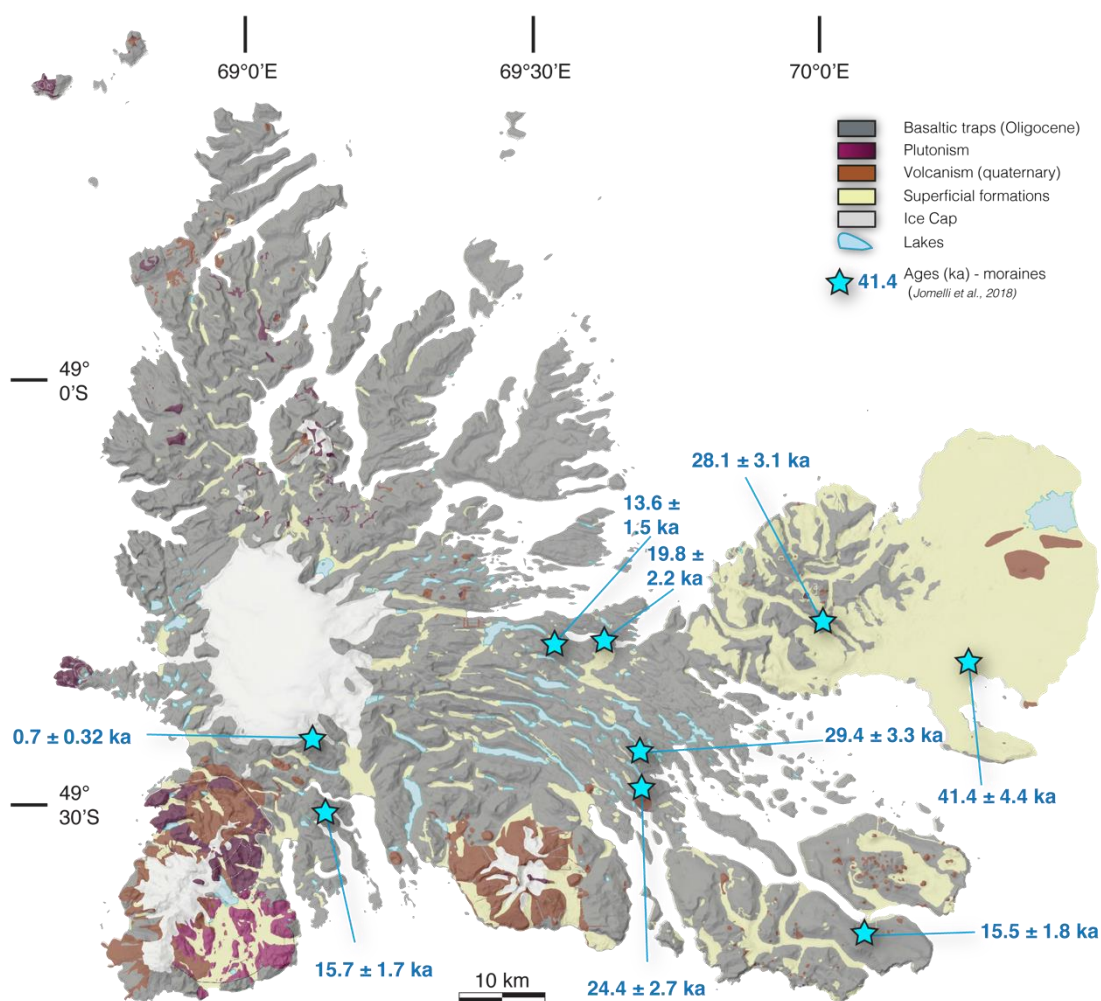 69°0’E
69°30’E
70°0’E
Basaltic traps (Oligocene)
Plutonism
Volcanism (quaternary)
Superficial formations
Ice Cap
Lakes
41.4
Ages (ka) - moraines
(Jomelli et al., 2018)
49°
0’S
28.1 ± 3.1 ka
13.6 ±
1.5 ka
19.8 ±
2.2 ka
0.7 ± 0.32 ka
29.4 ± 3.3 ka
41.4 ± 4.4 ka
49°
30’S
15.7 ± 1.7 ka
10 km
24.4 ± 2.7 ka
15.5 ± 1.8 ka